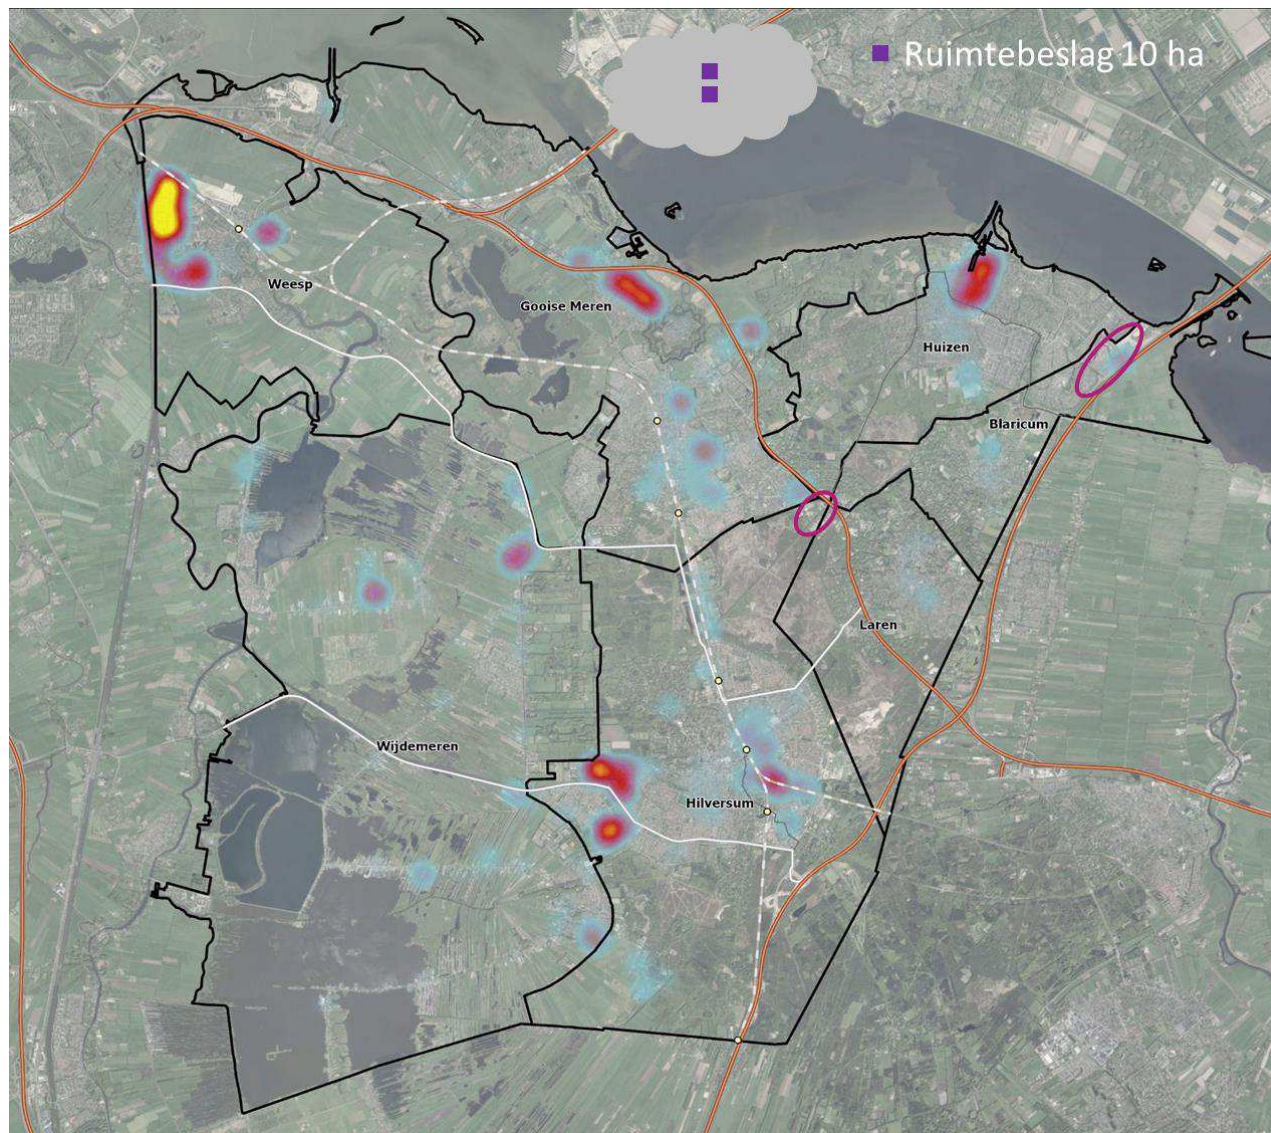 Ruimtebeslag 10 ha
Weesp
Gooise Meren
Huizen
Blaricum
Laren
Wijdemeren
Hilversum